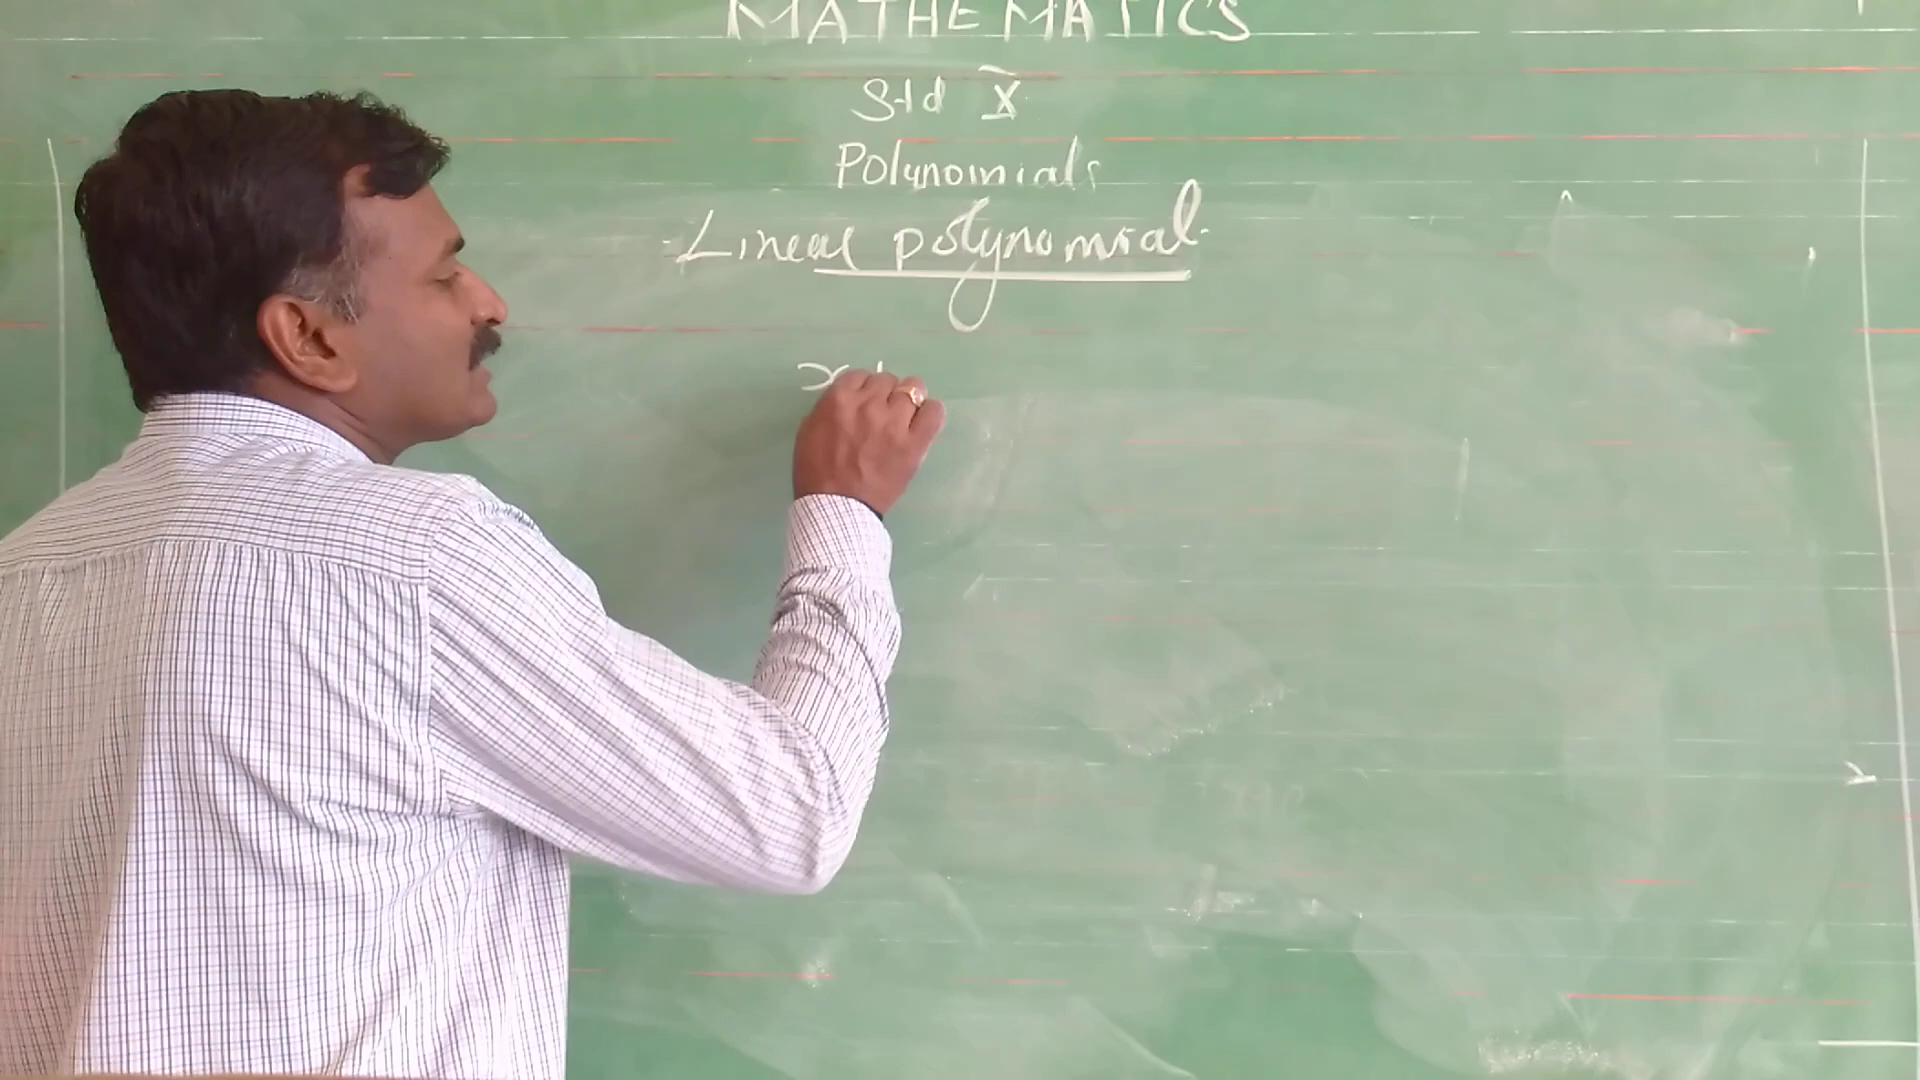 MATHEMATICS
Std X
Polynomials
Linear polynomial
x+